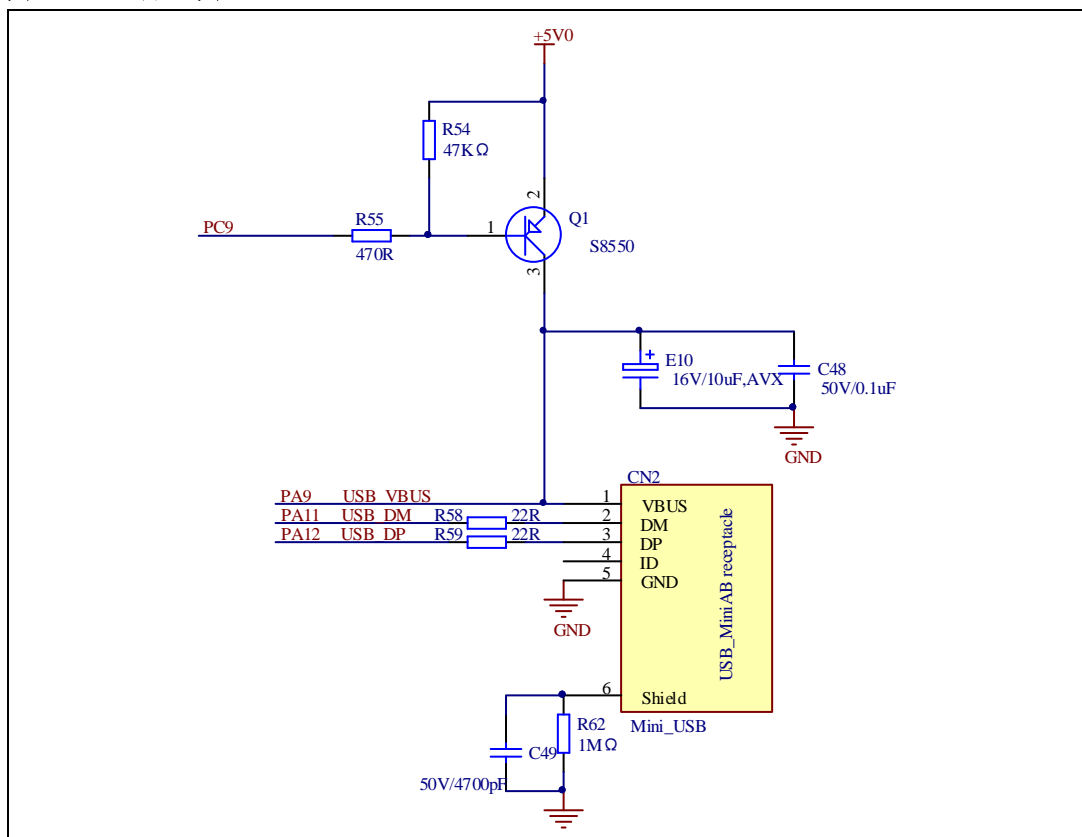 +5V0
R54
47KΩ
2
Q1
PC9
R55
1
S8550
470R
3
E10
16V/10uF,AVX
C48
50V/0.1uF
GND
CN2
PA9 USB_VBUS 1 VBUS
PA11 USB_DM R58 22R 2 DM
PA12 USB_DP R59 22R 3 DP
4 ID
5 GND
GND
USB_MiniAB receptacle
6 Shield
Mini_USB
R62
1MΩ
C49
50V/4700pF